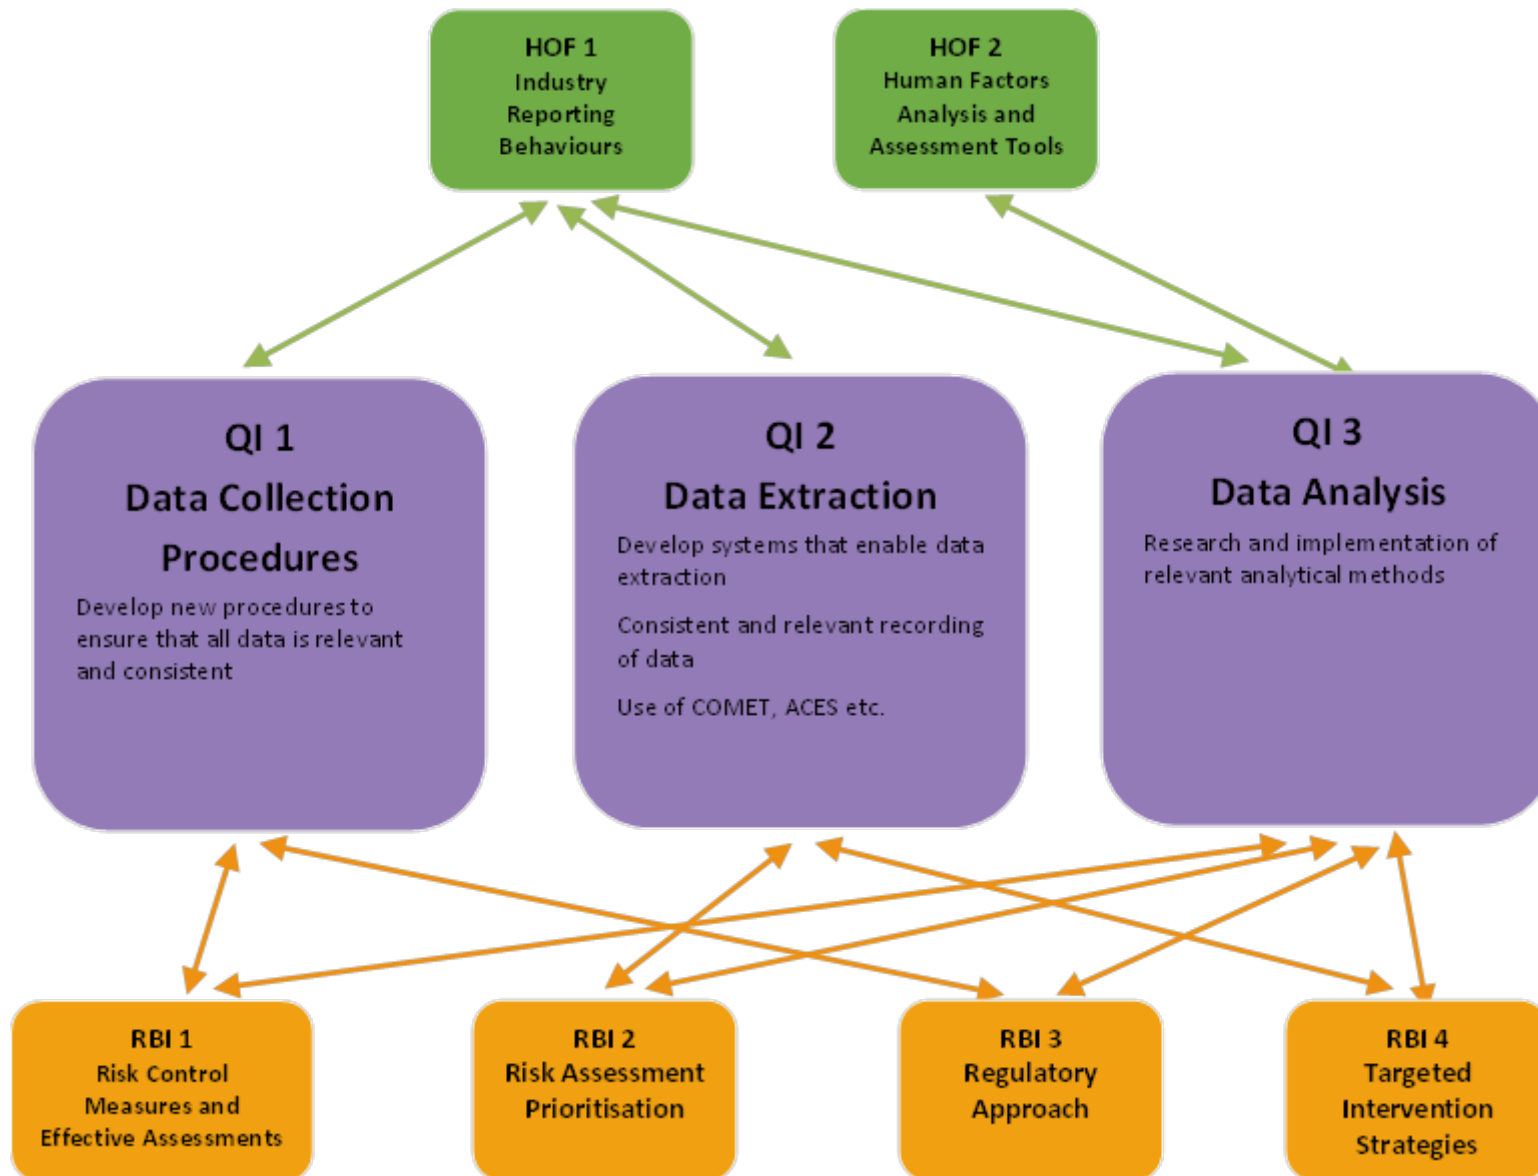 HOF 1
Industry
Reporting
Behaviours
HOF 2
Human Factors
Analysis and
Assessment Tools
QI 1
Data Collection
Procedures
Develop new procedures to
ensure that all data is relevant
and consistent
QI 2
Data Extraction
Develop systems that enable data
extraction
Consistent and relevant recording
of data
Use of COMET, ACES etc.
QI 3
Data Analysis
Research and implementation of
relevant analytical methods
RBI 1
Risk Control
Measures and
Effective Assessments
RBI 2
Risk Assessment
Prioritisation
RBI 3
Regulatory
Approach
RBI 4
Targeted
Intervention
Strategies